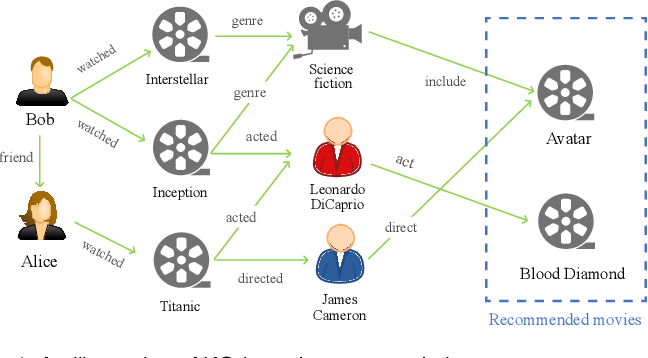 genre
watched
Interstellar
Science
fiction
include
genre
Bob
watched
acted
Avatar
friend
Inception
Leonardo
DiCaprio
act
acted
direct
Alice
watched
directed
Blood Diamond
Titanic
James
Cameron
Recommended movies